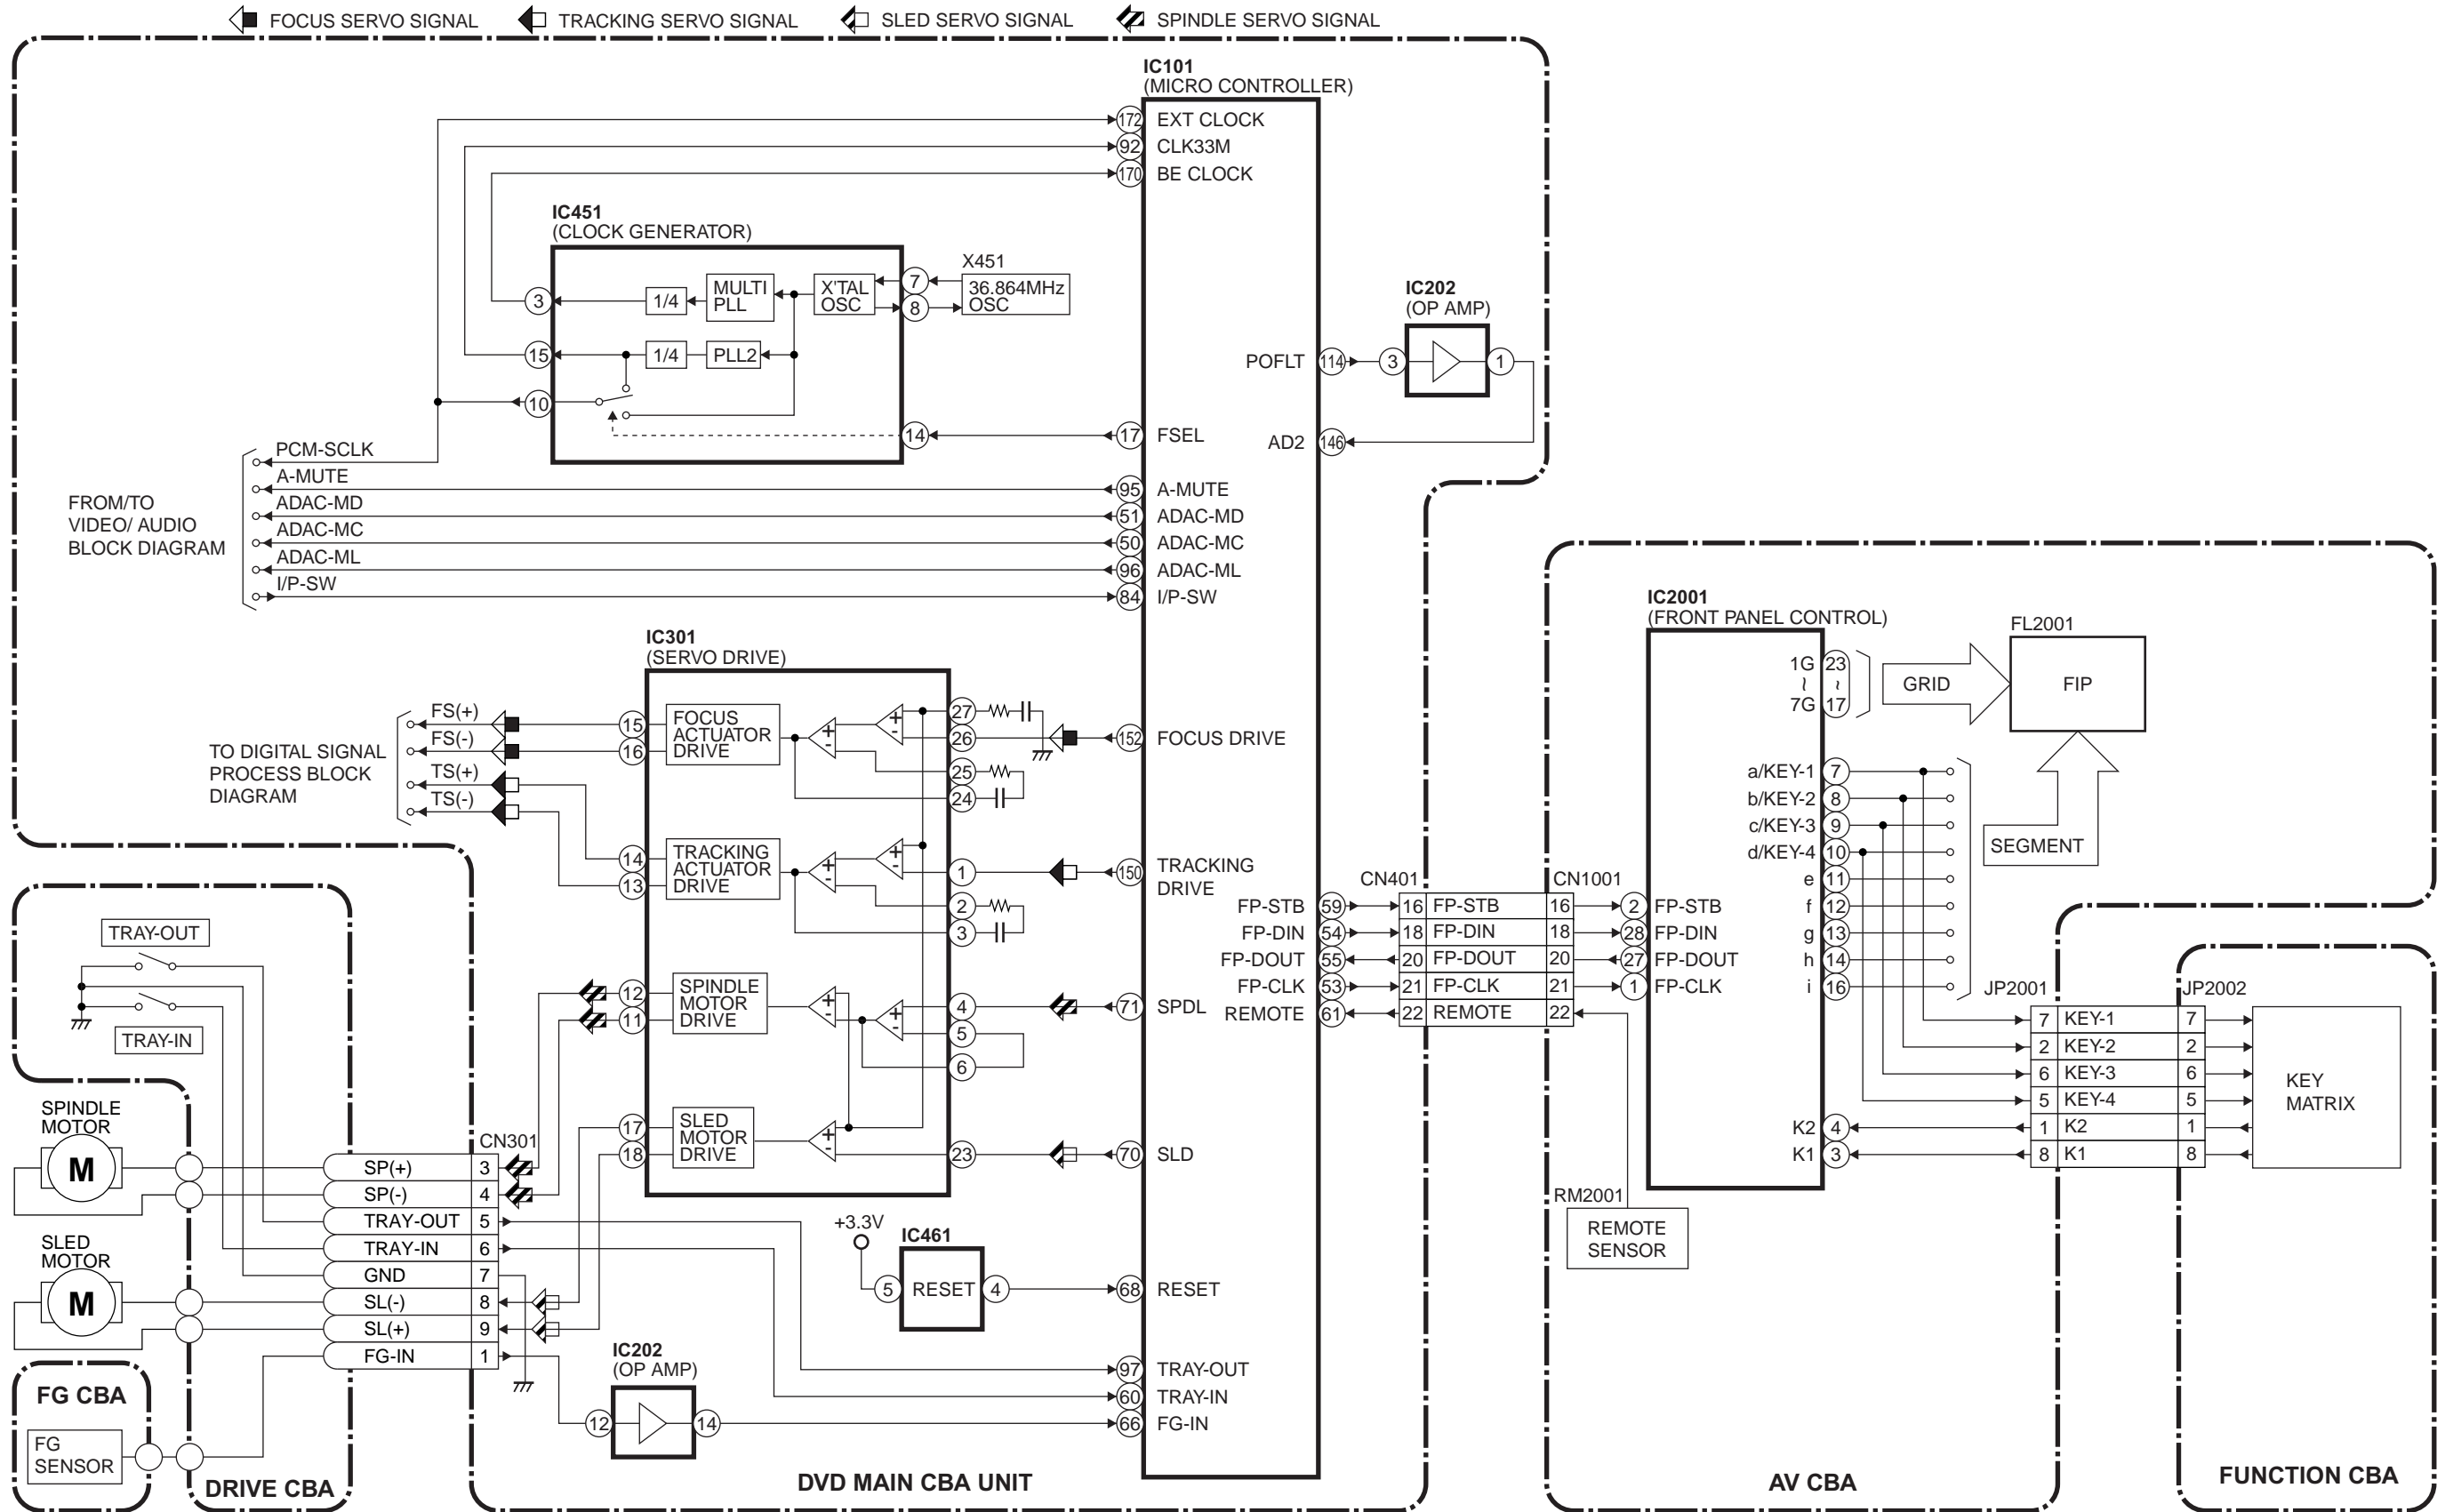 FOCUS SERVO SIGNAL
TRACKING SERVO SIGNAL
SLED SERVO SIGNAL
SPINDLE SERVO SIGNAL
IC101
(MICRO CONTROLLER)
172 EXT CLOCK
92 CLK33M
170 BE CLOCK
IC451
(CLOCK GENERATOR)
3
1/4
MULTI
PLL
X'TAL
OSC
7
8
X451
36.864MHz
OSC
15
1/4
PLL2
10
14
17 FSEL
IC202
(OP AMP)
POFLT 114
3
1
AD2 146
FROM/TO
VIDEO/ AUDIO
BLOCK DIAGRAM
PCM-SCLK
A-MUTE
ADAC-MD
ADAC-MC
ADAC-ML
I/P-SW
95 A-MUTE
51 ADAC-MD
50 ADAC-MC
96 ADAC-ML
84 I/P-SW
IC301
(SERVO DRIVE)
TO DIGITAL SIGNAL
PROCESS BLOCK
DIAGRAM
FS(+)
FS(-)
TS(+)
TS(-)
15
16
FOCUS
ACTUATOR
DRIVE
+
-
+
-
27
26
25
24
152 FOCUS DRIVE
14
13
TRACKING
ACTUATOR
DRIVE
+
-
+
-
1
2
3
150 TRACKING
DRIVE
12
11
SPINDLE
MOTOR
DRIVE
+
-
+
-
4
5
6
71 SPDL
17
18
SLED
MOTOR
DRIVE
+
-
23
70 SLD
FP-STB 59
FP-DIN 54
FP-DOUT 55
FP-CLK 53
REMOTE 61
CN401
CN1001
16 FP-STB 16
18 FP-DIN 18
20 FP-DOUT 20
21 FP-CLK 21
22 REMOTE 22
2 FP-STB
28 FP-DIN
27 FP-DOUT
1 FP-CLK
IC2001
(FRONT PANEL CONTROL)
1G 23
~ ~
7G 17
GRID
FL2001
FIP
SEGMENT
a/KEY-1 7
b/KEY-2 8
c/KEY-3 9
d/KEY-4 10
e 11
f 12
g 13
h 14
i 16
K2 4
K1 3
JP2001
JP2002
7 KEY-1 7
2 KEY-2 2
6 KEY-3 6
5 KEY-4 5
1 K2 1
8 K1 8
KEY
MATRIX
RM2001
REMOTE
SENSOR
TRAY-OUT
TRAY-IN
SPINDLE
MOTOR
M
SLED
MOTOR
M
CN301
SP(+) 3
SP(-) 4
TRAY-OUT 5
TRAY-IN 6
GND 7
SL(-) 8
SL(+) 9
FG-IN 1
+3.3V
IC461
5 RESET 4
68 RESET
IC202
(OP AMP)
12
14
97 TRAY-OUT
60 TRAY-IN
66 FG-IN
FG CBA
FG
SENSOR
DRIVE CBA
DVD MAIN CBA UNIT
AV CBA
FUNCTION CBA